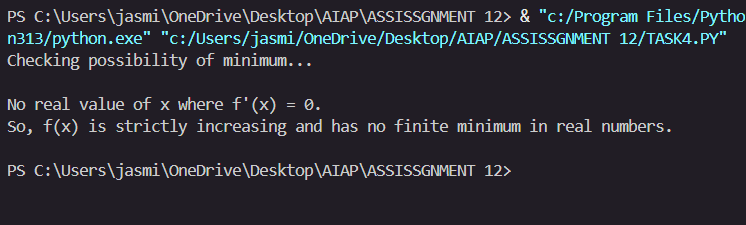 PS C:\Users\jasmi\OneDrive\Desktop\AIAP\ASSISSGNMENT 12> & "c:/Program Files/Pytho
n313/python.exe" "c:/Users/jasmi/OneDrive/Desktop/AIAP/ASSISSGNMENT 12/TASK4.PY"
Checking possibility of minimum...
No real value of x where f'(x) = 0.
So, f(x) is strictly increasing and has no finite minimum in real numbers.
PS C:\Users\jasmi\OneDrive\Desktop\AIAP\ASSISSGNMENT 12>